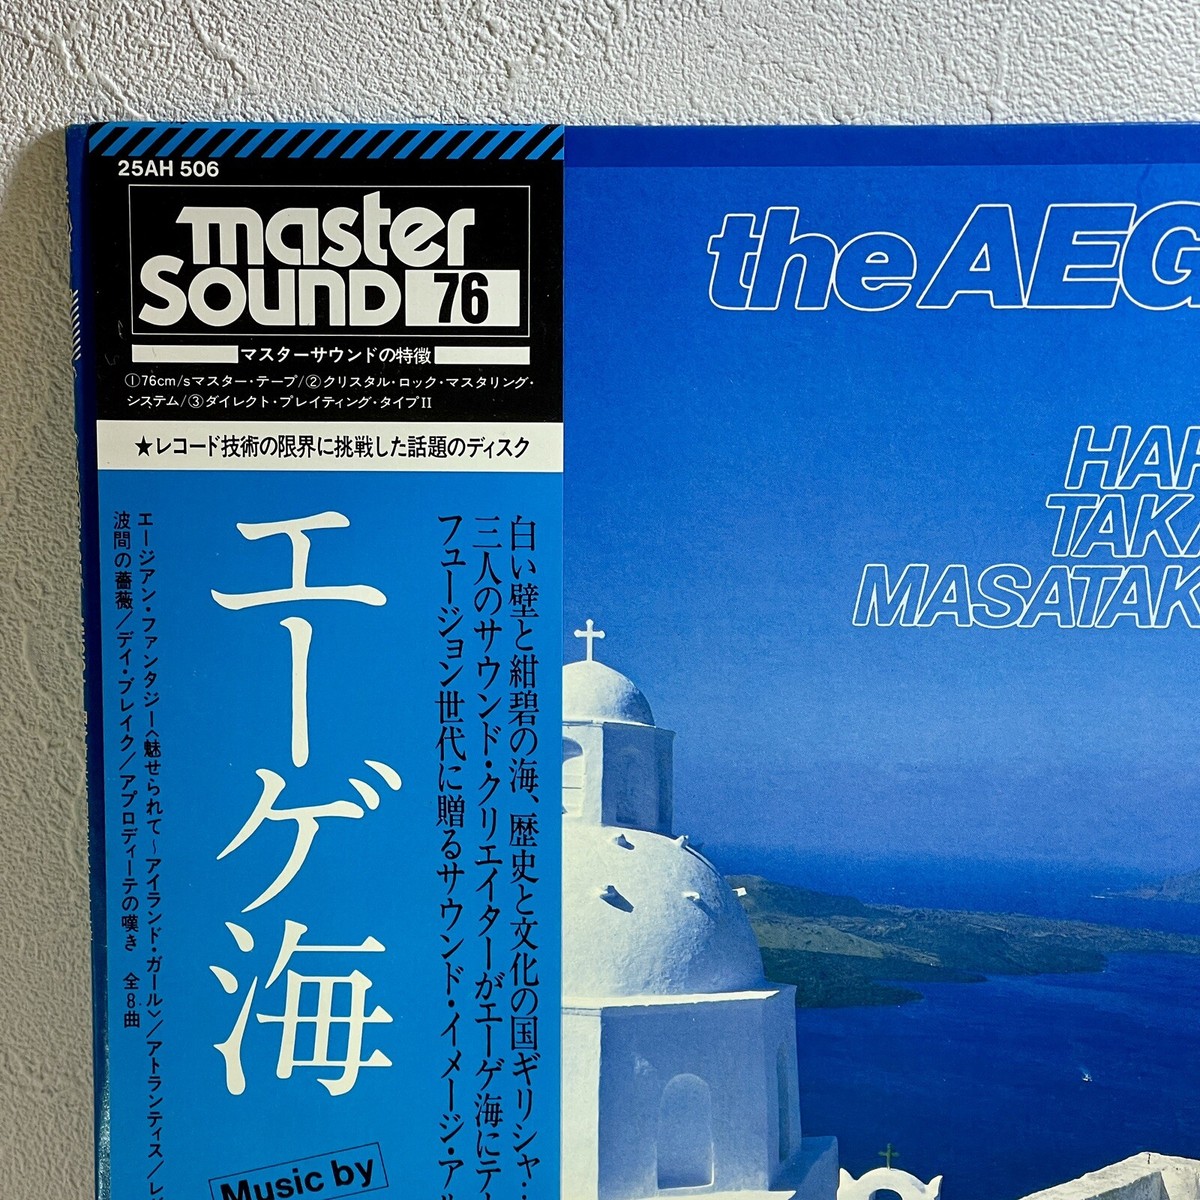 25AH 506
master
SOUND 76
マスターサウンドの特徴
①76cm/sマスター・テープ/②クリスタル・ロック・マスタリング・
システム/③ダイレクト・プレイティング・タイプII
★レコード技術の限界に挑戦した話題のディスク
白い壁と紺碧の海、歴史と文化の国ギリシャ・
三人のサウンド・クリエイターがエーゲ海にテ
フュージョン世代に贈るサウンド・イメージ・アル
エーゲ海
エージアン・ファンタジー〈魅せられて~アイランド・ガール〉/アトランティス/レ
波間の薔薇/デイ・ブレイク/アプロディーテの嘆き 全8曲
Music by
the AEG
HAR
TAKA
MASATAK